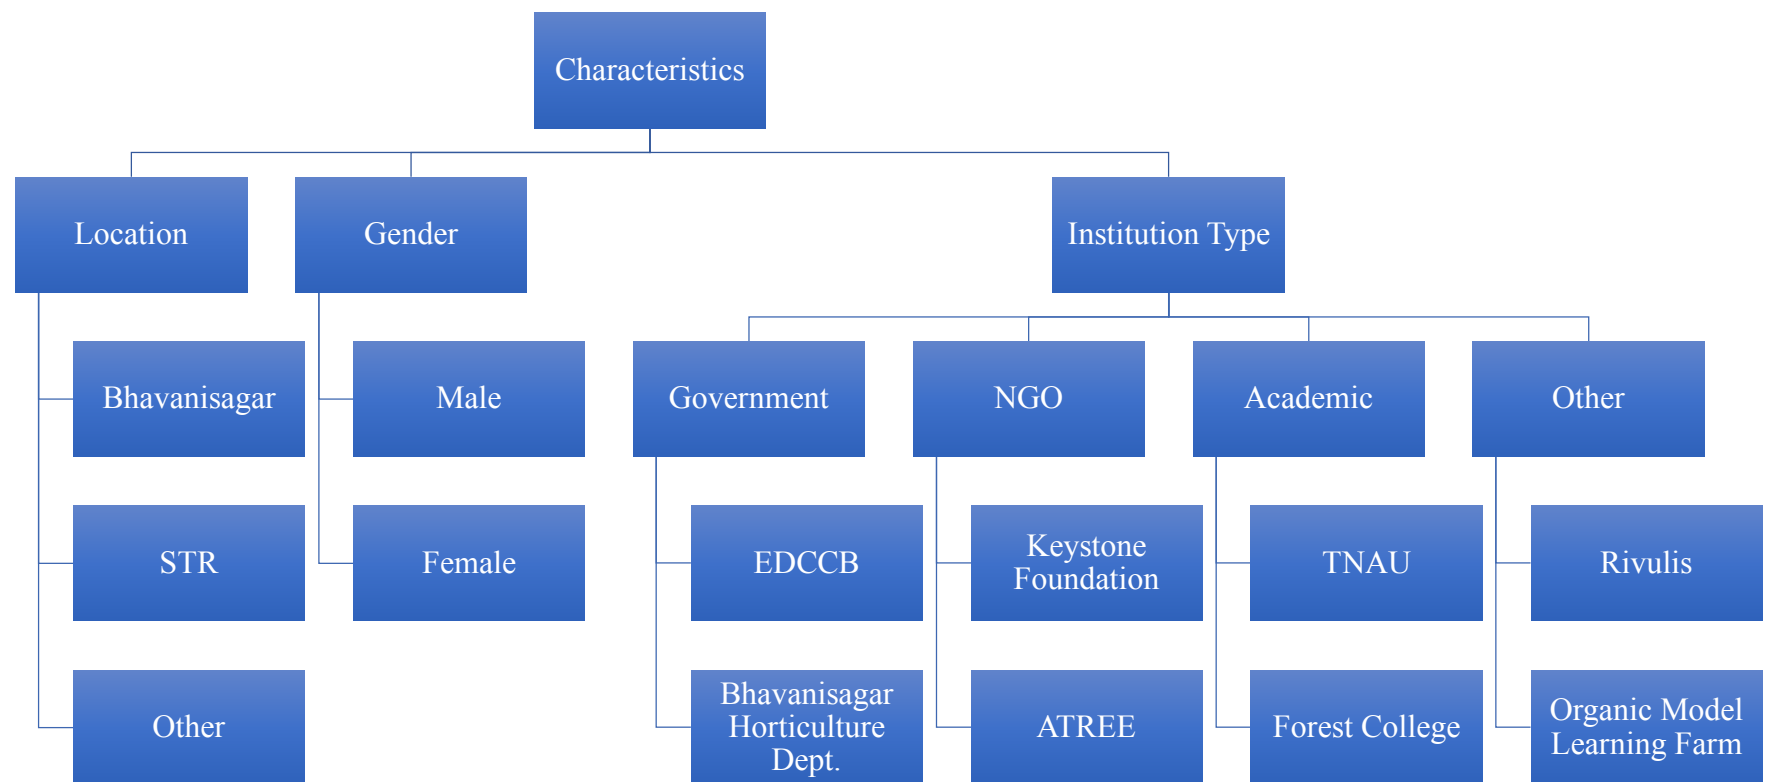 Characteristics
Location
Gender
Institution Type
Bhavanisagar
Male
Government
NGO
Academic
Other
STR
Female
EDCCB
Keystone
Foundation
TNAU
Rivulis
Other
Bhavanisagar
Horticulture
Dept.
ATREE
Forest College
Organic Model
Learning Farm